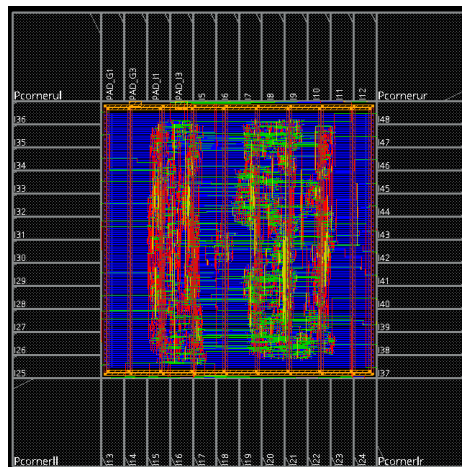 PAD_G1
PAD_G3
PAD_J1
PAD_I3
I5
I6
I7
I8
I9
I10
I11
I12
Pcornerul
Pcornerur
I36
I48
I35
I47
I34
I46
I33
I45
I32
I44
I31
I43
I30
I42
I29
I41
I28
I40
I27
I39
I26
I38
I25
I37
Pcornerll
Pcornerlr
I13
I14
I15
I16
I17
I18
I19
I20
I21
I22
I23
I24